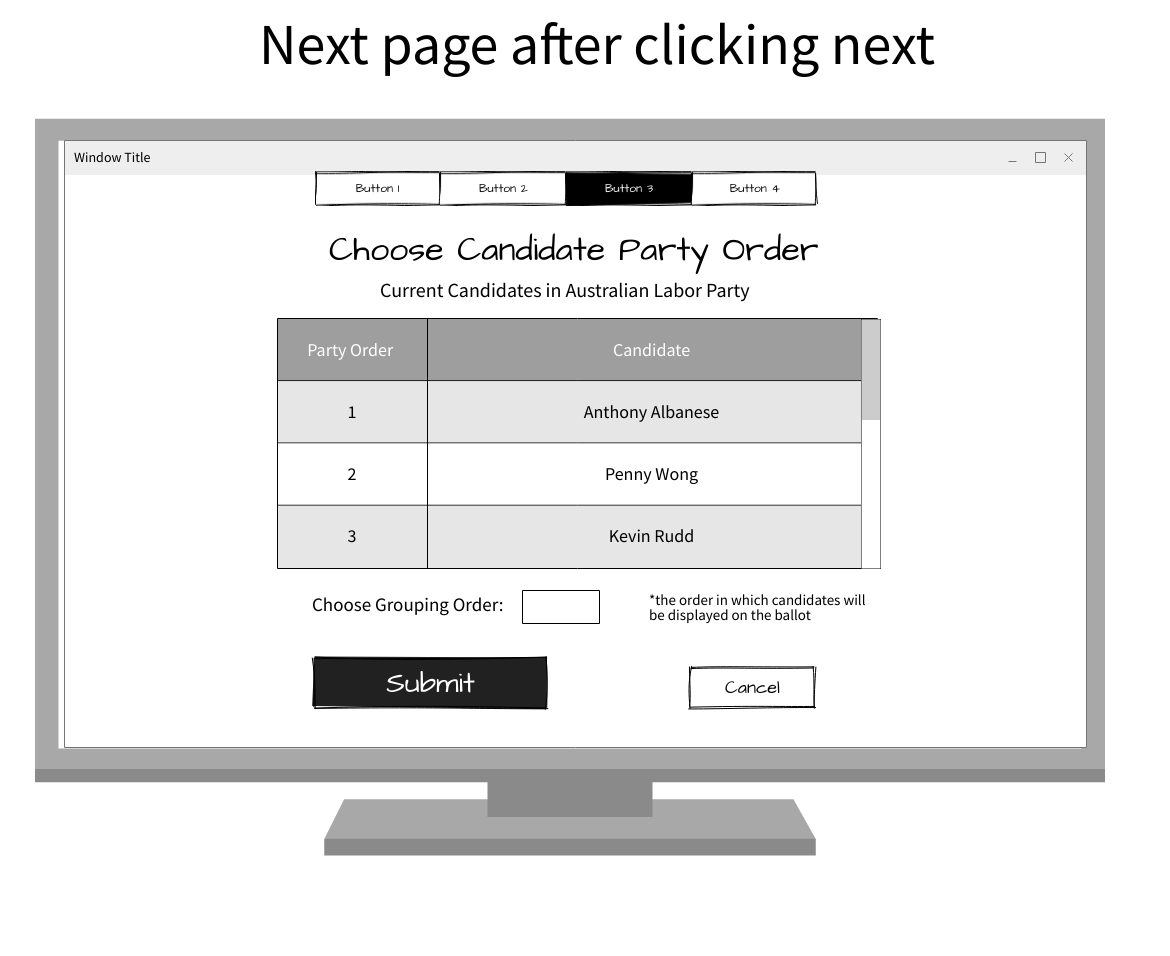 Next page after clicking next
Window Title
Button 1 Button 2 Button 3 Button 4
Choose Candidate Party Order
Current Candidates in Australian Labor Party
Party Order Candidate
1 Anthony Albanese
2 Penny Wong
3 Kevin Rudd
Choose Grouping Order:
*the order in which candidates will
be displayed on the ballot
Submit Cancel